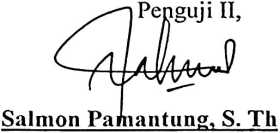 Penguji II,
Salmon Pamantung, S. Th